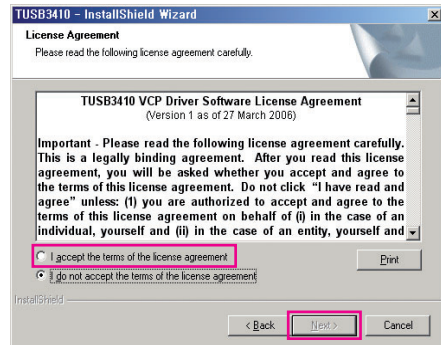 TUSB3410 - InstallShield Wizard
License Agreement
Please read the following license agreement carefully.
TUSB3410 VCP Driver Software License Agreement
(Version 1 as of 27 March 2006)
Important - Please read the following license agreement carefully.
This is a legally binding agreement. After you read this license
agreement, you will be asked whether you accept and agree to
the terms of this license agreement. Do not click “I have read and
agree” unless: (1) you are authorized to accept and agree to the
terms of this license agreement on behalf of (i) in the case of an
individual, yourself and (ii) in the case of an entity, yourself and
I accept the terms of the license agreement
Print
I do not accept the terms of the license agreement
InstallShield
< Back
Next >
Cancel